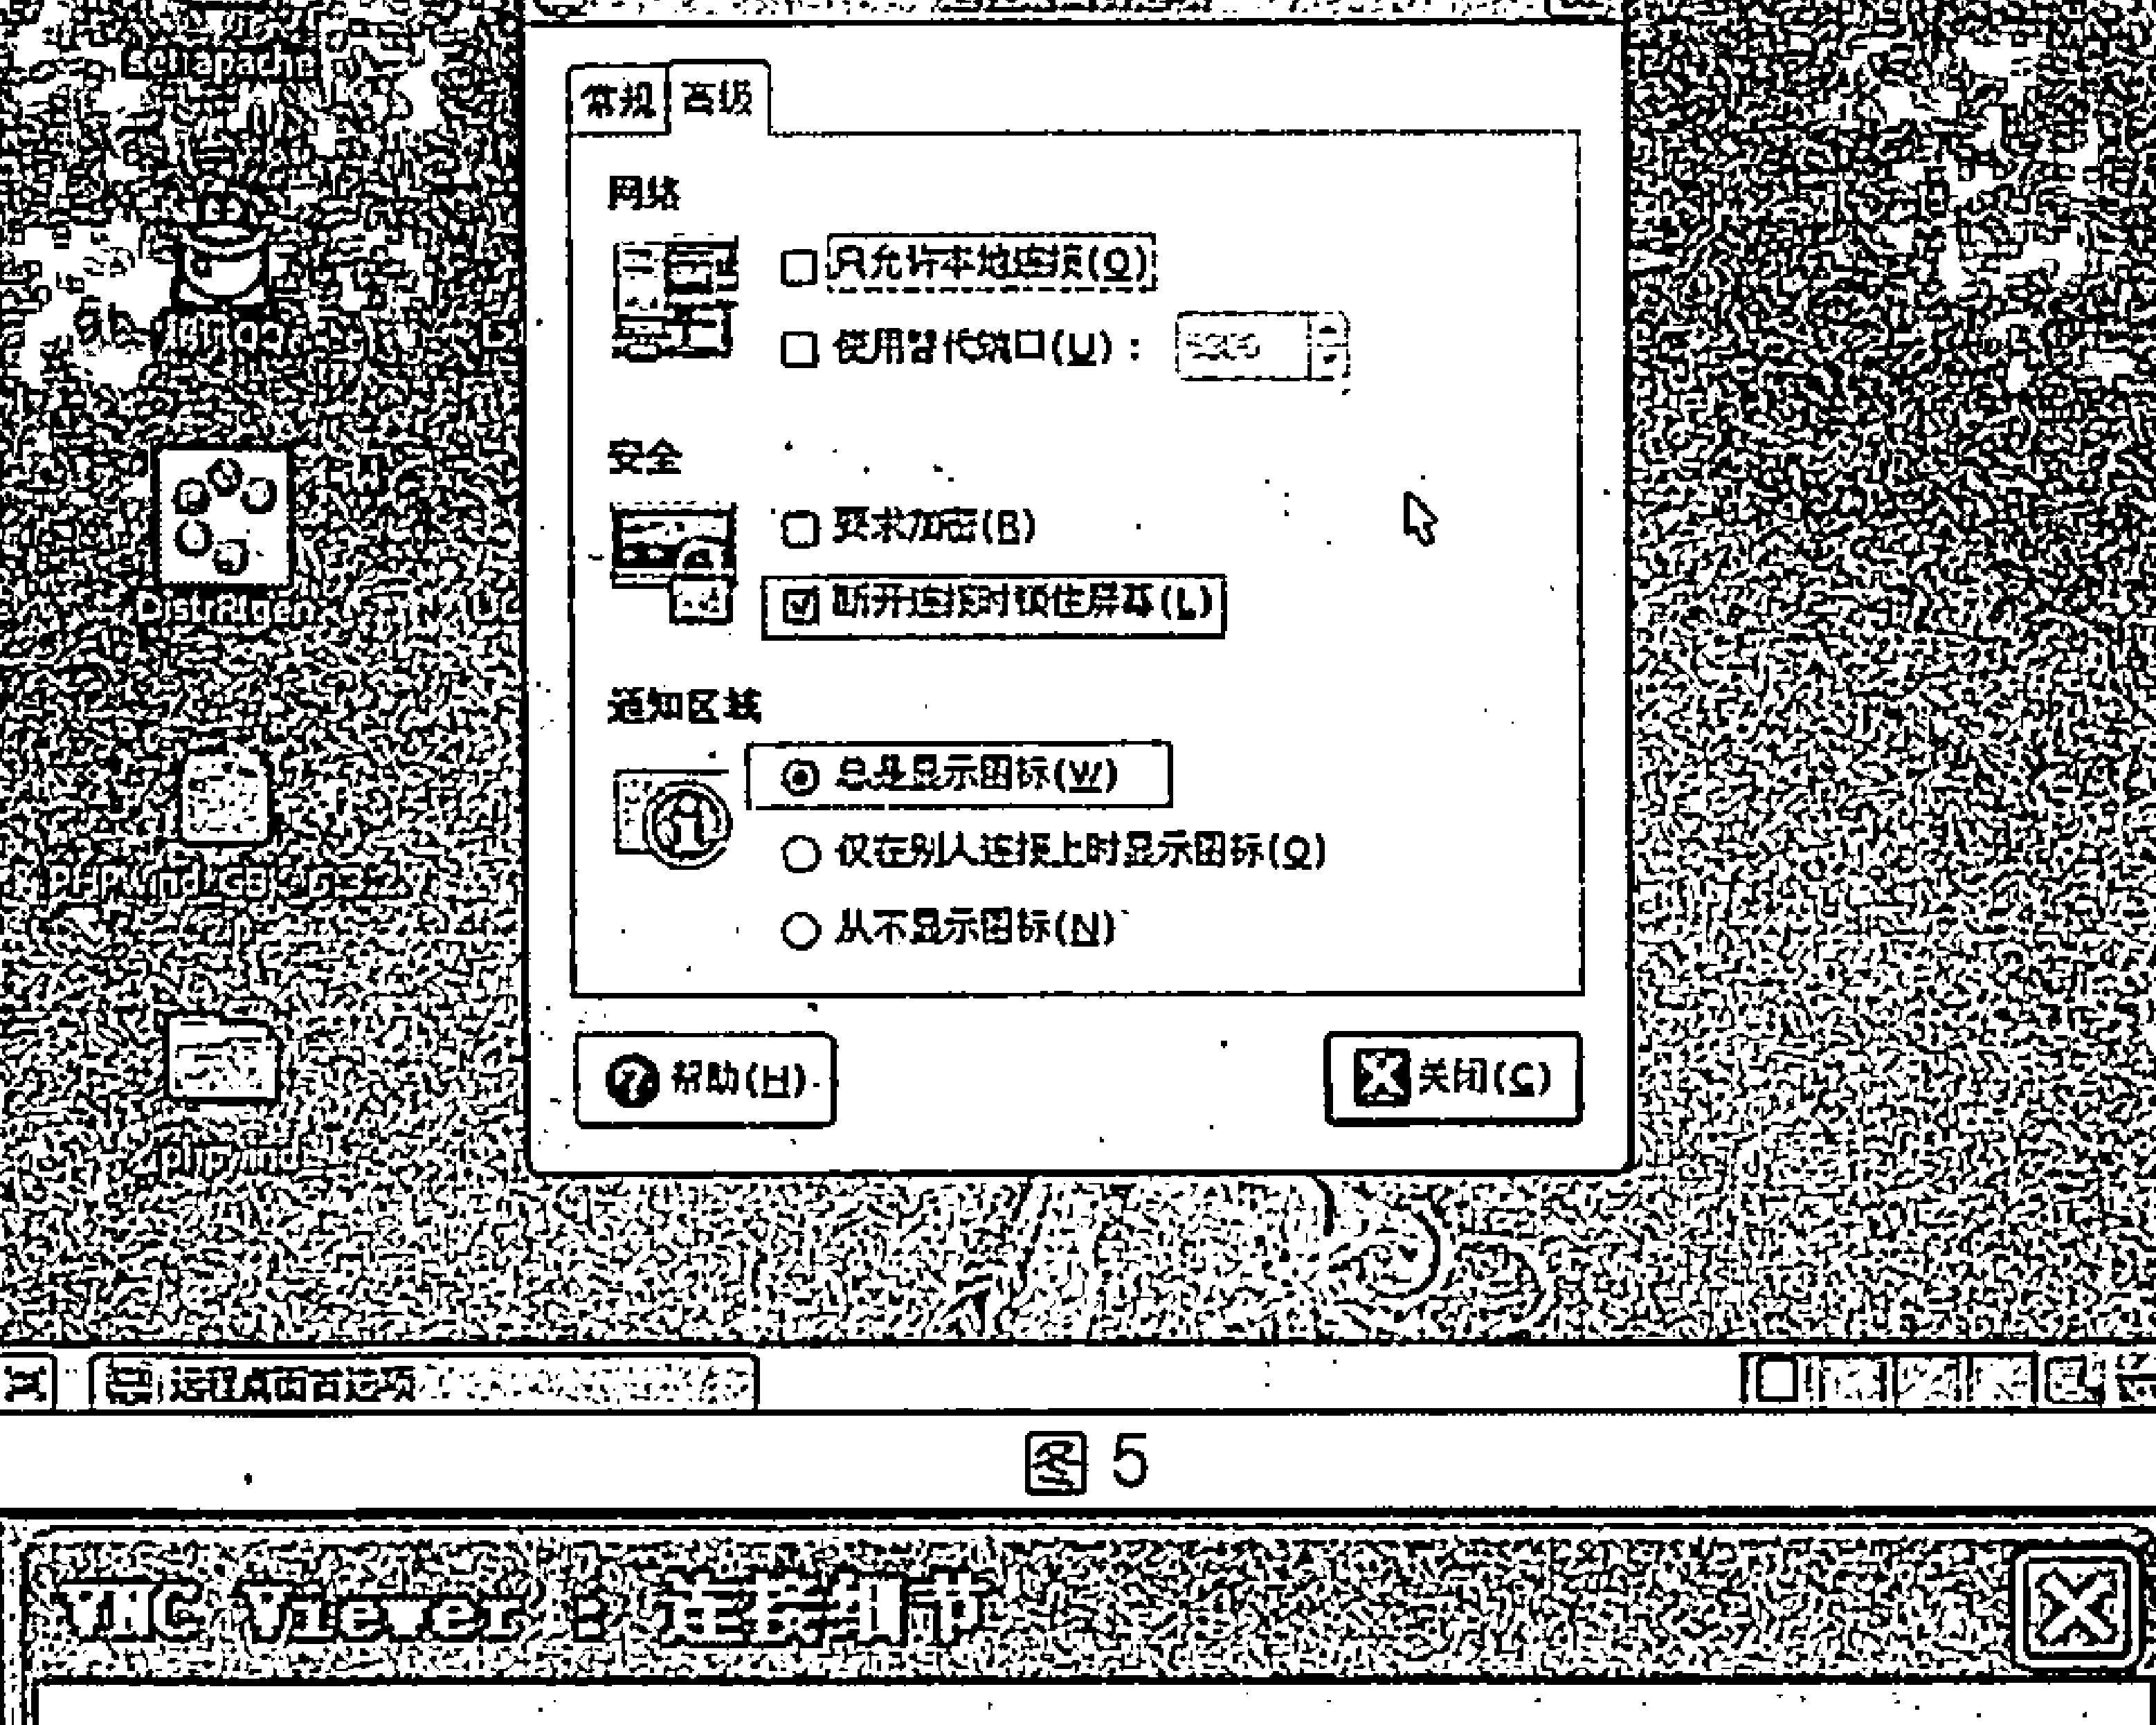 常规 高级
网络
只允许本地连接(O)
使用替代端口(U)：
安全
要求加密(R)
断开连接时锁住屏幕(L)
通知区域
总是显示图标(W)
仅在别人连接上时显示图标(O)
从不显示图标(N)
帮助(H) 关闭(C)
远程桌面首选项
图 5
VNC Viewer : 连接细节